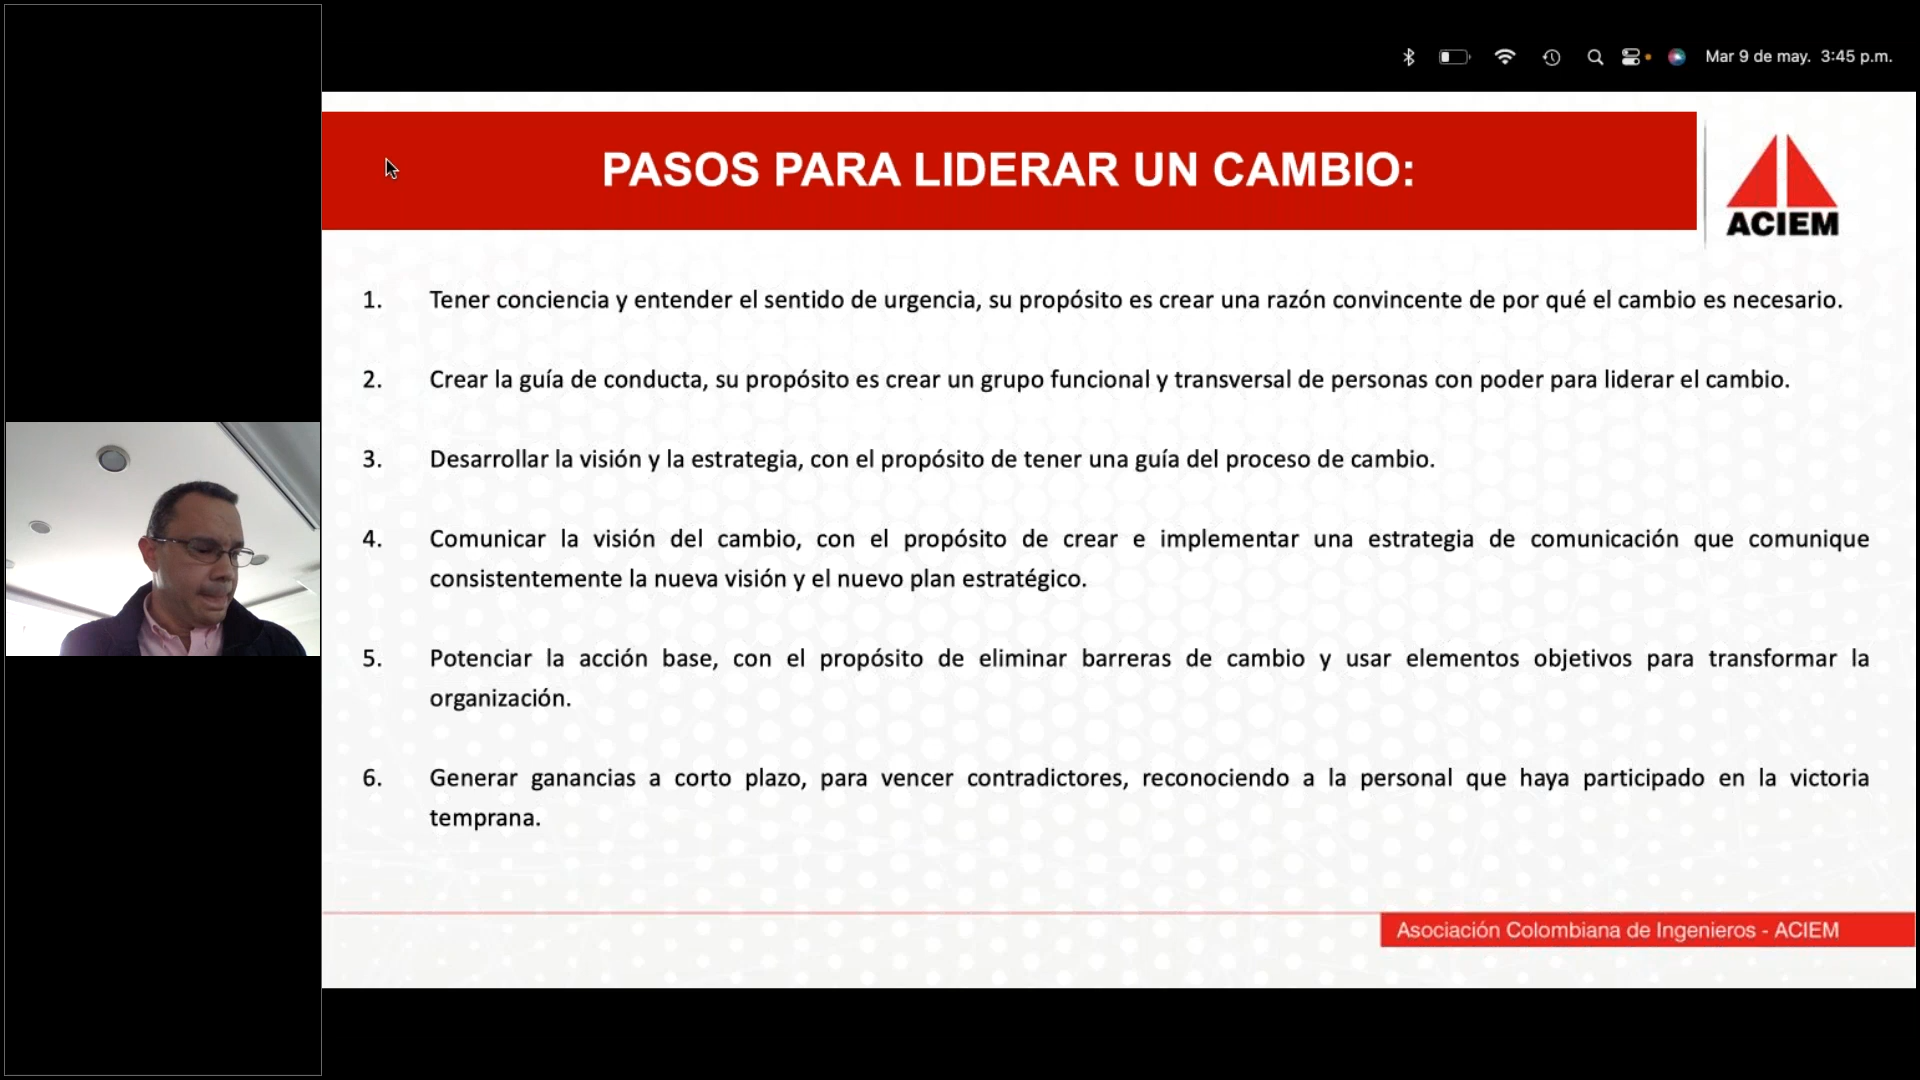 Mar 9 de may. 3:45 p.m.
PASOS PARA LIDERAR UN CAMBIO:
ACIEM
1. Tener conciencia y entender el sentido de urgencia, su propósito es crear una razón convincente de por qué el cambio es necesario.
2. Crear la guía de conducta, su propósito es crear un grupo funcional y transversal de personas con poder para liderar el cambio.
3. Desarrollar la visión y la estrategia, con el propósito de tener una guía del proceso de cambio.
4. Comunicar la visión del cambio, con el propósito de crear e implementar una estrategia de comunicación que comunique
consistentemente la nueva visión y el nuevo plan estratégico.
5. Potenciar la acción base, con el propósito de eliminar barreras de cambio y usar elementos objetivos para transformar la
organización.
6. Generar ganancias a corto plazo, para vencer contradictores, reconociendo a la personal que haya participado en la victoria
temprana.
Asociación Colombiana de Ingenieros - ACIEM